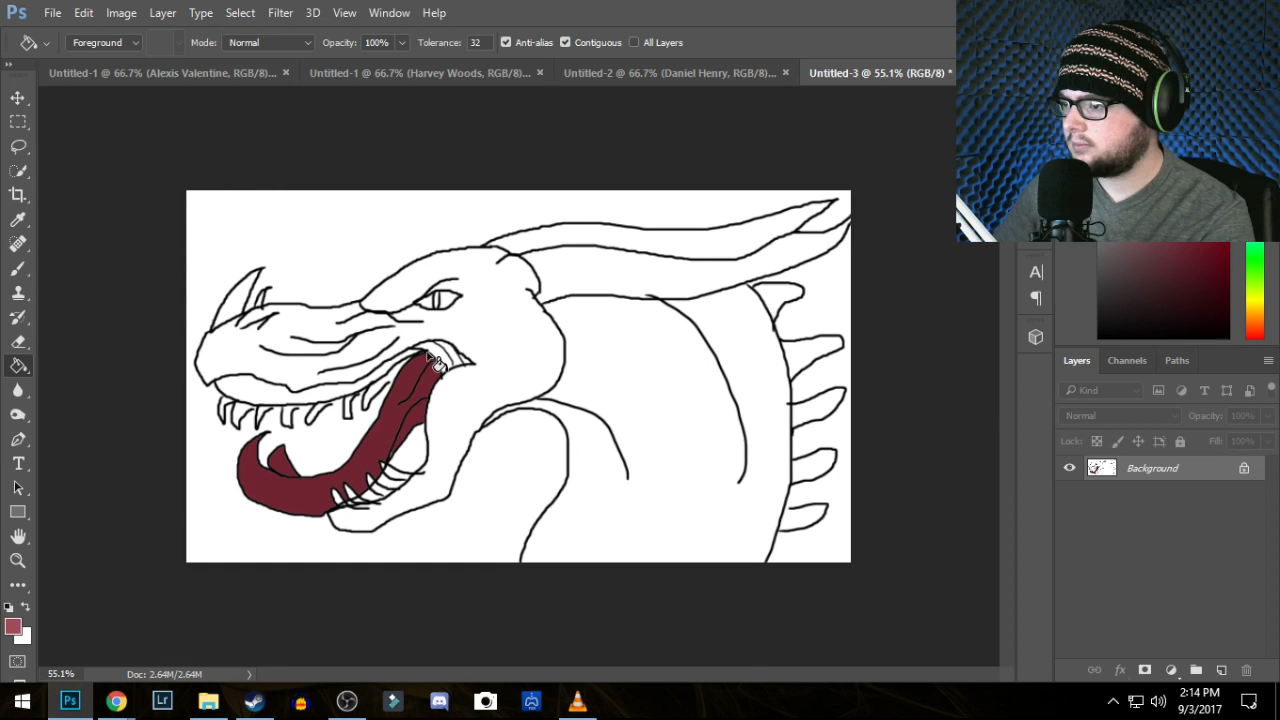 Ps File Edit Image Layer Type Select Filter 3D View Window Help
Foreground Mode: Normal Opacity: 100% Tolerance: 32 Anti-alias Contiguous All Layers
Untitled-1 @ 66.7% (Alexis Valentine, RGB/8)... × Untitled-1 @ 66.7% (Harvey Woods, RGB/8)... × Untitled-2 @ 66.7% (Daniel Henry, RGB/8)... × Untitled-3 @ 55.1% (RGB/8) *
A
Layers Channels Paths
Kind
Normal Opacity: 100%
Lock: Fill: 100%
Background
T
55.1% Doc: 2.64M/2.64M
fx
Ps Lr
2:14 PM
9/3/2017